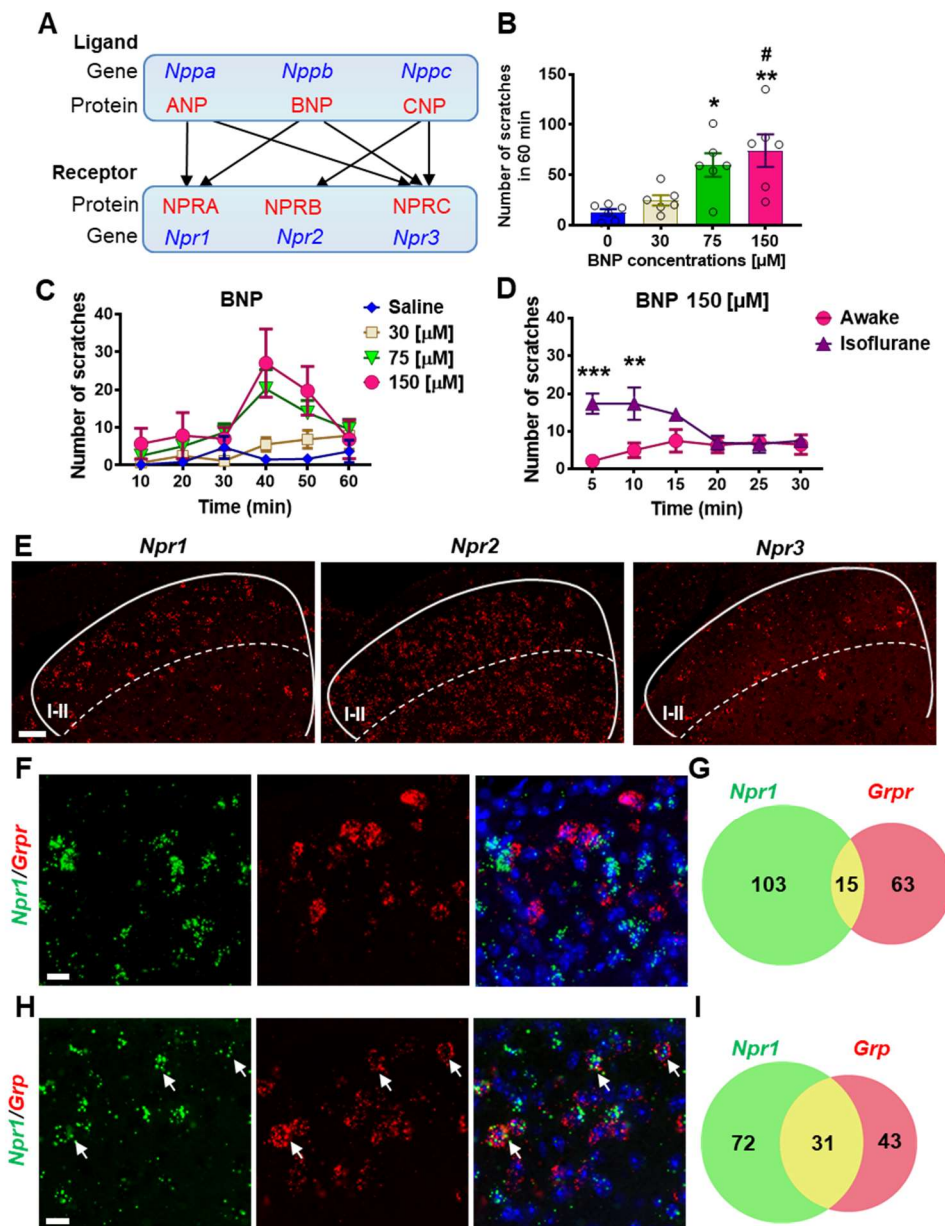 A
Ligand
Gene Nppa Nppb Nppc
Protein ANP BNP CNP
Receptor
Protein NPRA NPRB NPRC
Gene Npr1 Npr2 Npr3
B
Number of scratches
in 60 min
150
100
50
0
#
* **
0 30 75 150
BNP concentrations [µM]
C
BNP
Number of scratches
40
30
20
10
0
10 20 30 40 50 60
Time (min)
Saline
30 [µM]
75 [µM]
150 [µM]
D
BNP 150 [µM]
Number of scratches
40
30
20
10
0
*** **
5 10 15 20 25 30
Time (min)
Awake
Isoflurane
E
Npr1 Npr2 Npr3
I-II I-II I-II
F
Npr1/Grpr
G
Npr1 Grpr
103 15 63
H
Npr1/Grp
I
Npr1 Grp
72 31 43